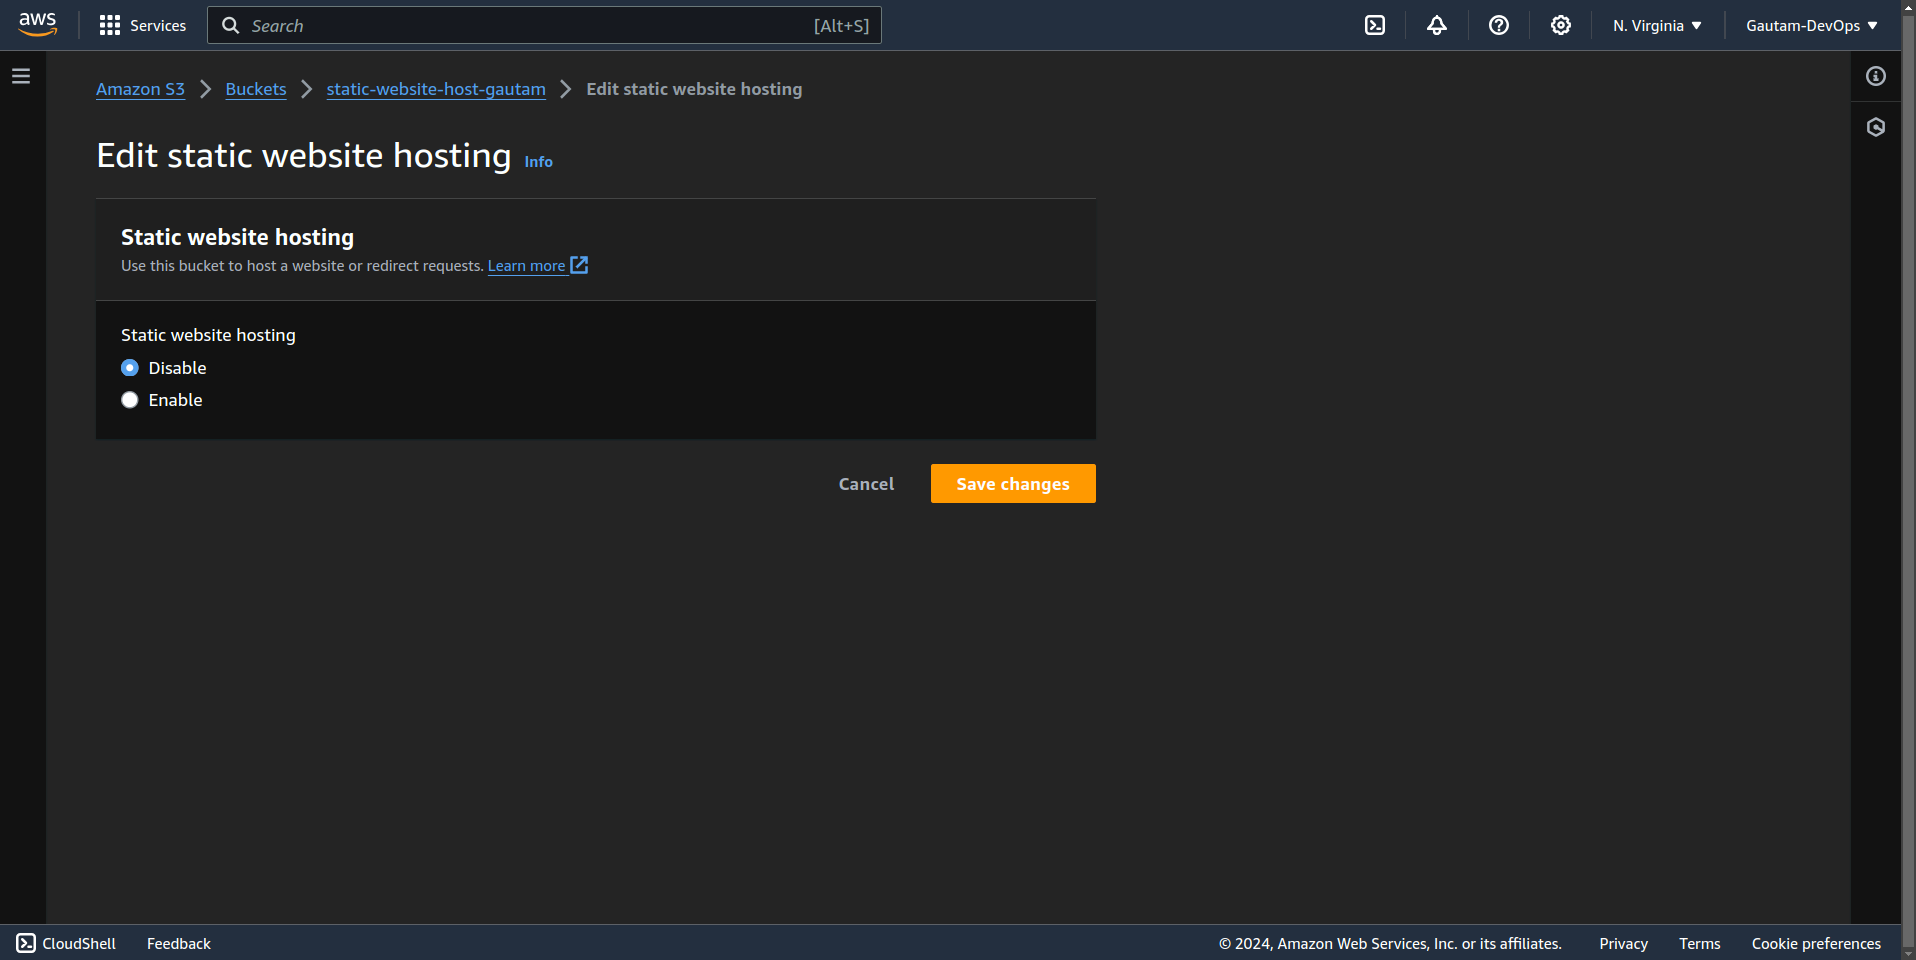 aws Services Search [Alt+S] N. Virginia Gautam-DevOps
Amazon S3 Buckets static-website-host-gautam Edit static website hosting
Edit static website hosting Info
Static website hosting
Use this bucket to host a website or redirect requests. Learn more
Static website hosting
Disable
Enable
Cancel Save changes
CloudShell Feedback © 2024, Amazon Web Services, Inc. or its affiliates. Privacy Terms Cookie preferences